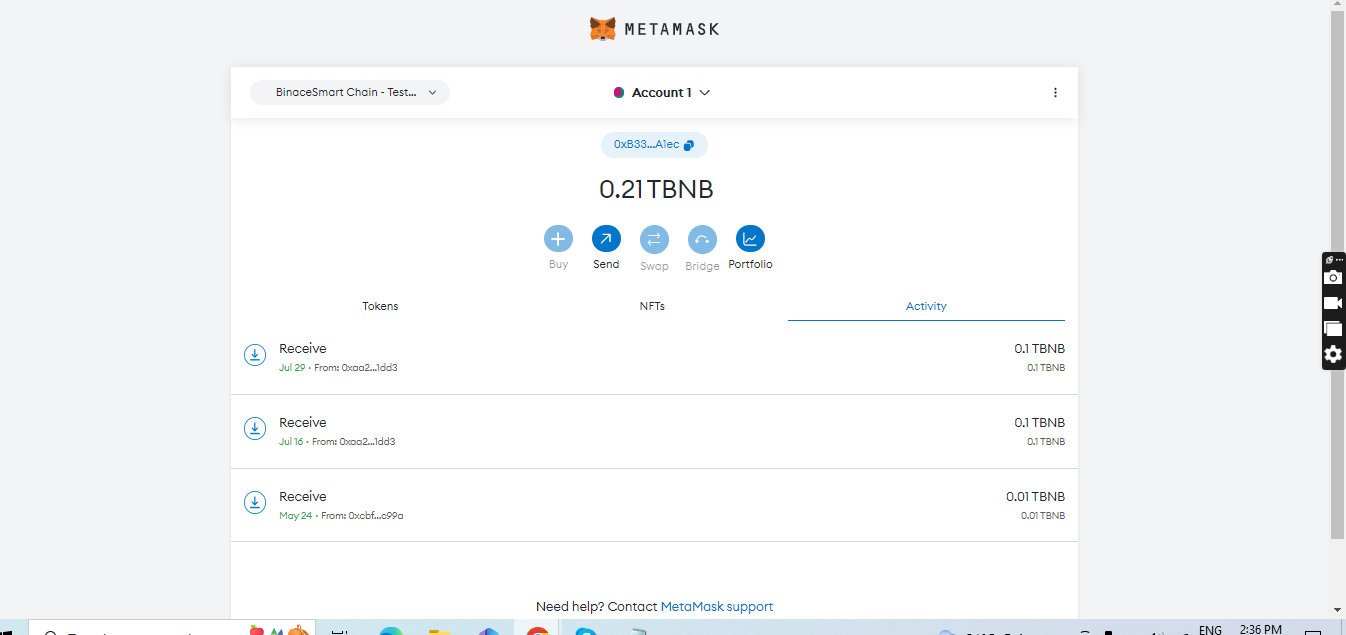 METAMASK
BinaceSmart Chain - Test...
Account 1
0xB33...A1ec
0.21 TBNB
Buy
Send
Swap
Bridge
Portfolio
Tokens
NFTs
Activity
Receive
0.1 TBNB
Jul 29 · From: 0xaa2...1dd3
0.1 TBNB
Receive
0.1 TBNB
Jul 16 · From: 0xaa2...1dd3
0.1 TBNB
Receive
0.01 TBNB
May 24 · From: 0xcbf...c99a
0.01 TBNB
Need help? Contact MetaMask support
ENG
2:36 PM